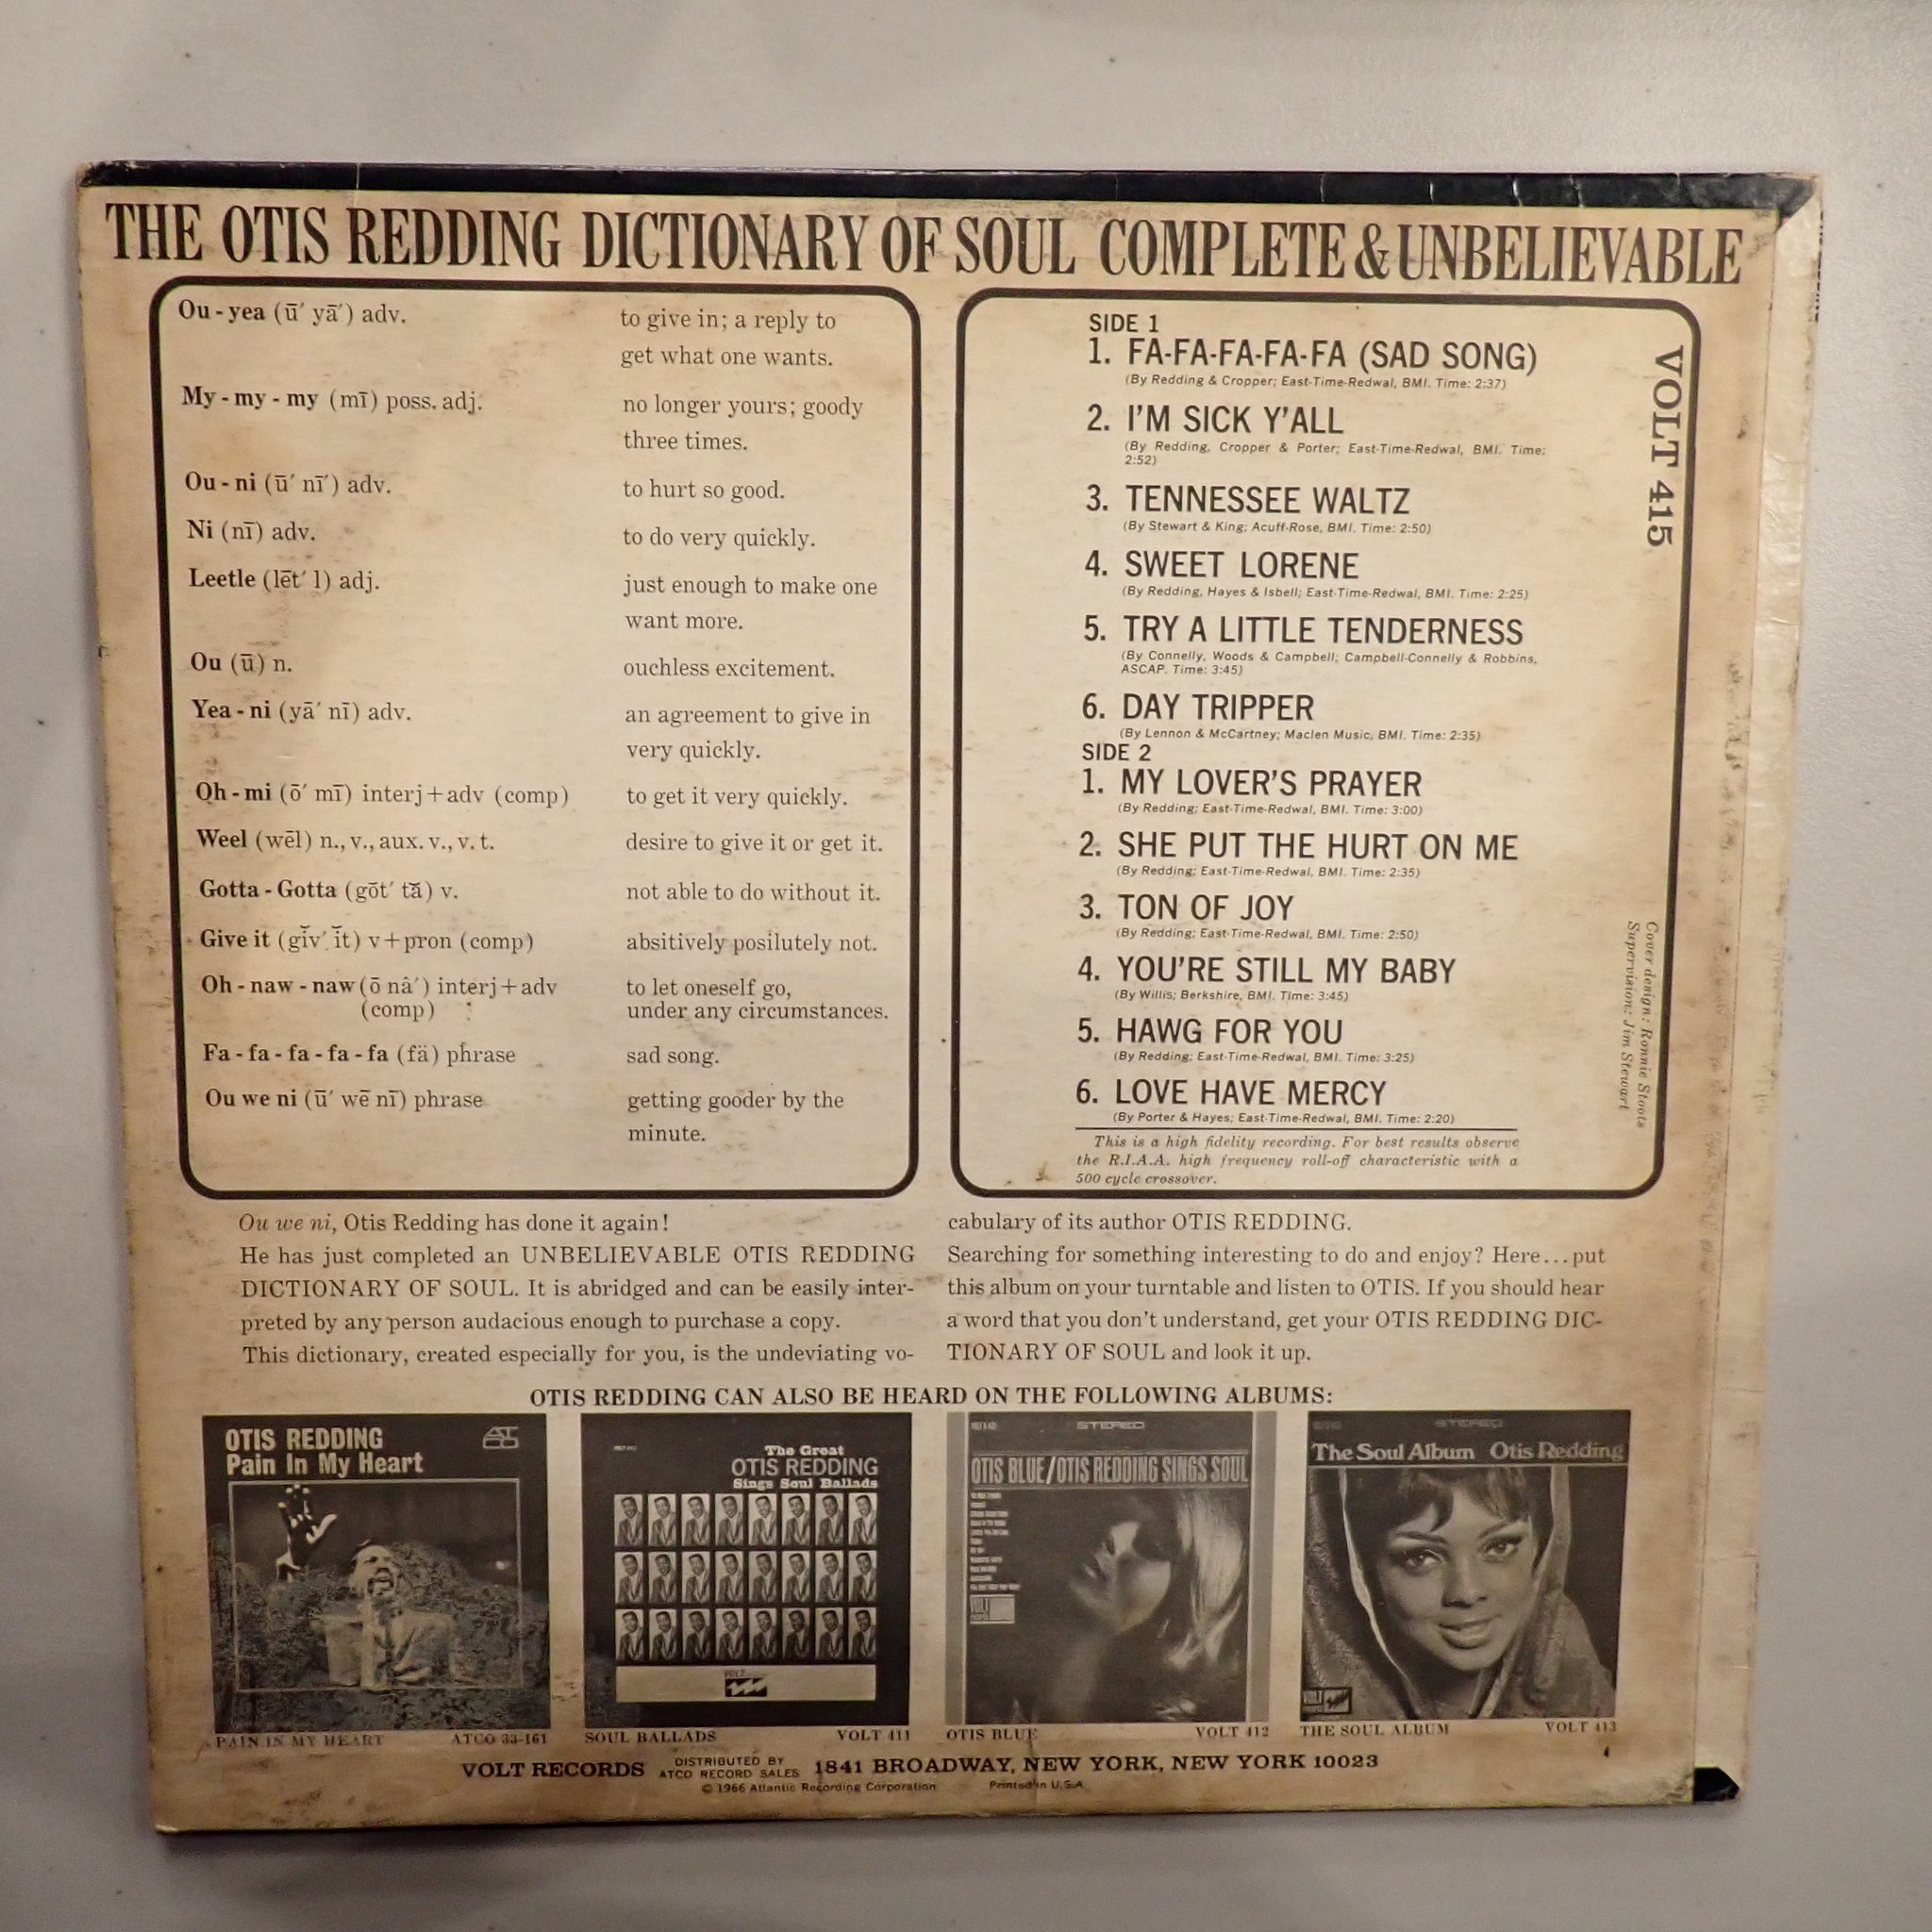 THE OTIS REDDING DICTIONARY OF SOUL COMPLETE & UNBELIEVABLE
Ou - yea (ū′ yā′) adv. to give in; a reply to
get what one wants.
My - my - my (mī) poss. adj. no longer yours; goody
three times.
Ou - ni (ū′ nī′) adv. to hurt so good.
Ni (nī) adv. to do very quickly.
Leetle (lēt′ l) adj. just enough to make one
want more.
Ou (ū) n. ouchless excitement.
Yea - ni (yā′ nī) adv. an agreement to give in
very quickly.
Oh - mi (ō′ mī) interj+adv (comp) to get it very quickly.
Weel (wēl) n., v., aux. v., v. t. desire to give it or get it.
Gotta - Gotta (gōt′ tă) v. not able to do without it.
Give it (gĭv′ ĭt) v+pron (comp) absitively posilutely not.
Oh - naw - naw (ō nâ′) interj+adv to let oneself go,
(comp) under any circumstances.
Fa - fa - fa - fa - fa (fä) phrase sad song.
Ou we ni (ū′ wē nī) phrase getting gooder by the
minute.
SIDE 1
1. FA-FA-FA-FA-FA (SAD SONG)
(By Redding & Cropper; East-Time-Redwal, BMI. Time: 2:37)
2. I'M SICK Y'ALL
(By Redding, Cropper & Porter; East-Time-Redwal, BMI. Time:
2:52)
3. TENNESSEE WALTZ
(By Stewart & King; Acuff-Rose, BMI. Time: 2:50)
4. SWEET LORENE
(By Redding, Hayes & Isbell; East-Time-Redwal, BMI. Time: 2:25)
5. TRY A LITTLE TENDERNESS
(By Connelly, Woods & Campbell; Campbell-Connelly & Robbins,
ASCAP. Time: 3:45)
6. DAY TRIPPER
(By Lennon & McCartney; Maclen Music, BMI. Time: 2:35)
SIDE 2
1. MY LOVER'S PRAYER
(By Redding; East-Time-Redwal, BMI. Time: 3:00)
2. SHE PUT THE HURT ON ME
(By Redding; East-Time-Redwal, BMI. Time: 2:35)
3. TON OF JOY
(By Redding; East-Time-Redwal, BMI. Time: 2:50)
4. YOU'RE STILL MY BABY
(By Willis; Berkshire, BMI. Time: 3:45)
5. HAWG FOR YOU
(By Redding; East-Time-Redwal, BMI. Time: 3:25)
6. LOVE HAVE MERCY
(By Porter & Hayes; East-Time-Redwal, BMI. Time: 2:20)
This is a high fidelity recording. For best results observe
the R.I.A.A. high frequency roll-off characteristic with a
500 cycle crossover.
VOLT 415
Cover design: Ronnie Stoots
Supervision: Jim Stewart
Ou we ni, Otis Redding has done it again!
He has just completed an UNBELIEVABLE OTIS REDDING
DICTIONARY OF SOUL. It is abridged and can be easily inter-
preted by any person audacious enough to purchase a copy.
This dictionary, created especially for you, is the undeviating vo-
cabulary of its author OTIS REDDING.
Searching for something interesting to do and enjoy? Here...put
this album on your turntable and listen to OTIS. If you should hear
a word that you don't understand, get your OTIS REDDING DIC-
TIONARY OF SOUL and look it up.
OTIS REDDING CAN ALSO BE HEARD ON THE FOLLOWING ALBUMS:
OTIS REDDING
Pain In My Heart
ATCO
The Great
OTIS REDDING
Sings Soul Ballads
VOLT
STEREO
OTIS BLUE/OTIS REDDING SINGS SOUL
VOLT
STEREO
The Soul Album Otis Redding
VOLT
PAIN IN MY HEART ATCO 33-161
SOUL BALLADS VOLT 411
OTIS BLUE VOLT 412
THE SOUL ALBUM VOLT 413
VOLT RECORDS DISTRIBUTED BY
ATCO RECORD SALES 1841 BROADWAY, NEW YORK, NEW YORK 10023
© 1966 Atlantic Recording Corporation Printed in U.S.A.